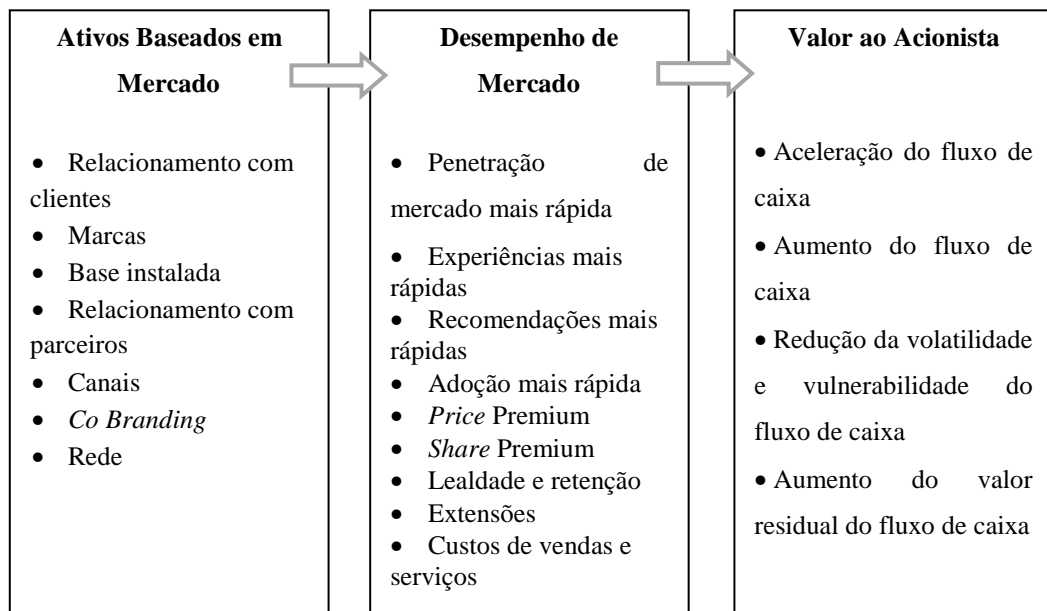 Ativos Baseados em
Mercado
• Relacionamento com
clientes
• Marcas
• Base instalada
• Relacionamento com
parceiros
• Canais
• Co Branding
• Rede
Desempenho de
Mercado
• Penetração de
mercado mais rápida
• Experiências mais
rápidas
• Recomendações mais
rápidas
• Adoção mais rápida
• Price Premium
• Share Premium
• Lealdade e retenção
• Extensões
• Custos de vendas e
serviços
Valor ao Acionista
• Aceleração do fluxo de
caixa
• Aumento do fluxo de
caixa
• Redução da volatilidade
e vulnerabilidade do
fluxo de caixa
• Aumento do valor
residual do fluxo de caixa